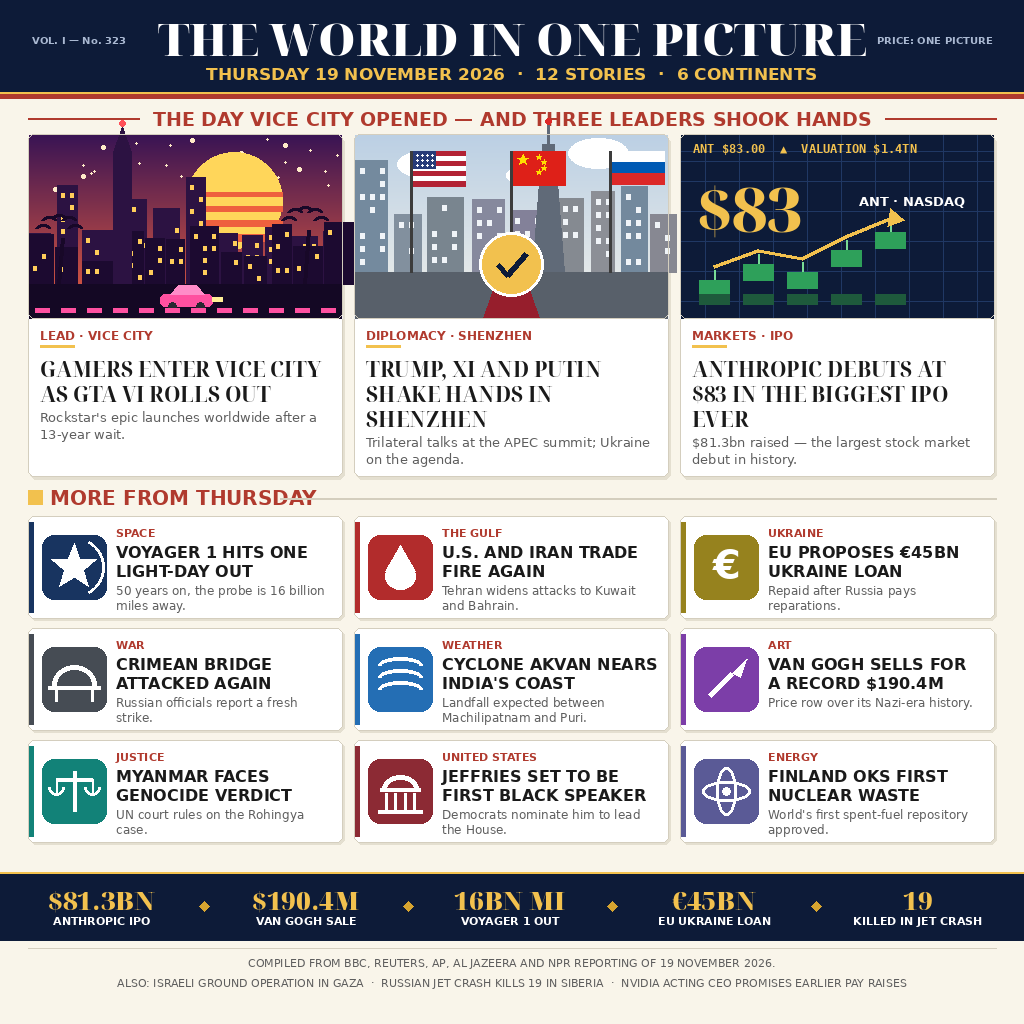 VOL. I — No. 323
THE WORLD IN ONE PICTURE
PRICE: ONE PICTURE
THURSDAY 19 NOVEMBER 2026 · 12 STORIES · 6 CONTINENTS
THE DAY VICE CITY OPENED — AND THREE LEADERS SHOOK HANDS
LEAD · VICE CITY
GAMERS ENTER VICE CITY
AS GTA VI ROLLS OUT
Rockstar's epic launches worldwide after a
13-year wait.
DIPLOMACY · SHENZHEN
TRUMP, XI AND PUTIN
SHAKE HANDS IN
SHENZHEN
Trilateral talks at the APEC summit; Ukraine
on the agenda.
ANT $83.00 ▲ VALUATION $1.4TN
$83
ANT · NASDAQ
MARKETS · IPO
ANTHROPIC DEBUTS AT
$83 IN THE BIGGEST IPO
EVER
$81.3bn raised — the largest stock market
debut in history.
MORE FROM THURSDAY
SPACE
VOYAGER 1 HITS ONE
LIGHT-DAY OUT
50 years on, the probe is 16 billion
miles away.
THE GULF
U.S. AND IRAN TRADE
FIRE AGAIN
Tehran widens attacks to Kuwait
and Bahrain.
€
UKRAINE
EU PROPOSES €45BN
UKRAINE LOAN
Repaid after Russia pays
reparations.
WAR
CRIMEAN BRIDGE
ATTACKED AGAIN
Russian officials report a fresh
strike.
WEATHER
CYCLONE AKVAN NEARS
INDIA'S COAST
Landfall expected between
Machilipatnam and Puri.
ART
VAN GOGH SELLS FOR
A RECORD $190.4M
Price row over its Nazi-era history.
JUSTICE
MYANMAR FACES
GENOCIDE VERDICT
UN court rules on the Rohingya
case.
UNITED STATES
JEFFRIES SET TO BE
FIRST BLACK SPEAKER
Democrats nominate him to lead
the House.
ENERGY
FINLAND OKS FIRST
NUCLEAR WASTE
World's first spent-fuel repository
approved.
$81.3BN
ANTHROPIC IPO
$190.4M
VAN GOGH SALE
16BN MI
VOYAGER 1 OUT
€45BN
EU UKRAINE LOAN
19
KILLED IN JET CRASH
COMPILED FROM BBC, REUTERS, AP, AL JAZEERA AND NPR REPORTING OF 19 NOVEMBER 2026.
ALSO: ISRAELI GROUND OPERATION IN GAZA · RUSSIAN JET CRASH KILLS 19 IN SIBERIA · NVIDIA ACTING CEO PROMISES EARLIER PAY RAISES